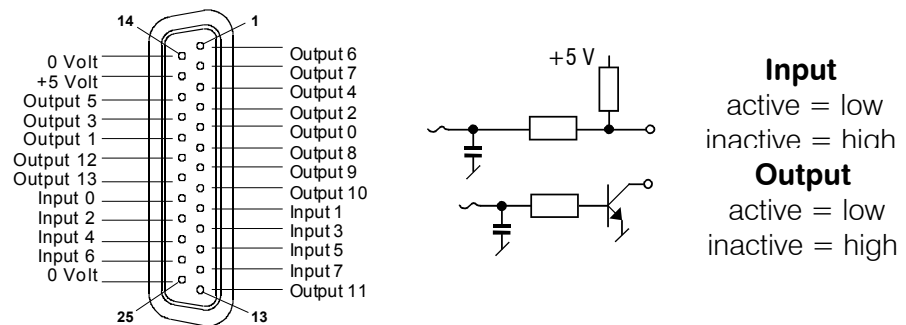 14
1
0 Volt
+5 Volt
Output 5
Output 3
Output 1
Output 12
Output 13
Input 0
Input 2
Input 4
Input 6
0 Volt
Output 6
Output 7
Output 4
Output 2
Output 0
Output 8
Output 9
Output 10
Input 1
Input 3
Input 5
Input 7
Output 11
25
13
+5 V
Input
active = low
inactive = high
Output
active = low
inactive = high